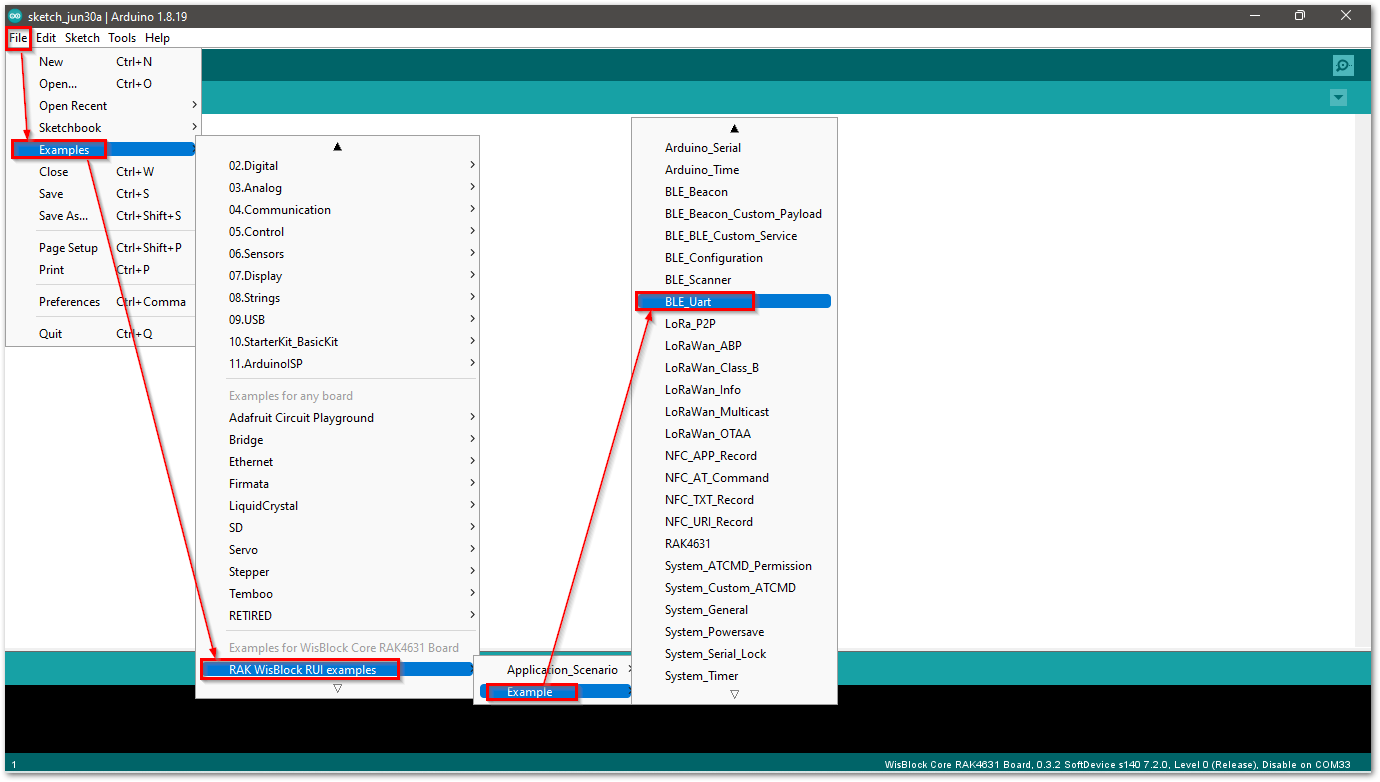 sketch_jun30a | Arduino 1.8.19
File Edit Sketch Tools Help
New Ctrl+N
Open... Ctrl+O
Open Recent
Sketchbook
Examples
Close Ctrl+W
Save Ctrl+S
Save As... Ctrl+Shift+S
Page Setup Ctrl+Shift+P
Print Ctrl+P
Preferences Ctrl+Comma
Quit Ctrl+Q
02.Digital
03.Analog
04.Communication
05.Control
06.Sensors
07.Display
08.Strings
09.USB
10.StarterKit_BasicKit
11.ArduinoISP
Examples for any board
Adafruit Circuit Playground
Bridge
Ethernet
Firmata
LiquidCrystal
SD
Servo
Stepper
Temboo
RETIRED
Examples for WisBlock Core RAK4631 Board
RAK WisBlock RUI examples
Application_Scenario
Example
Arduino_Serial
Arduino_Time
BLE_Beacon
BLE_Beacon_Custom_Payload
BLE_BLE_Custom_Service
BLE_Configuration
BLE_Scanner
BLE_Uart
LoRa_P2P
LoRaWan_ABP
LoRaWan_Class_B
LoRaWan_Info
LoRaWan_Multicast
LoRaWan_OTAA
NFC_APP_Record
NFC_AT_Command
NFC_TXT_Record
NFC_URI_Record
RAK4631
System_ATCMD_Permission
System_Custom_ATCMD
System_General
System_Powersave
System_Serial_Lock
System_Timer
1 WisBlock Core RAK4631 Board, 0.3.2 SoftDevice s140 7.2.0, Level 0 (Release), Disable on COM33